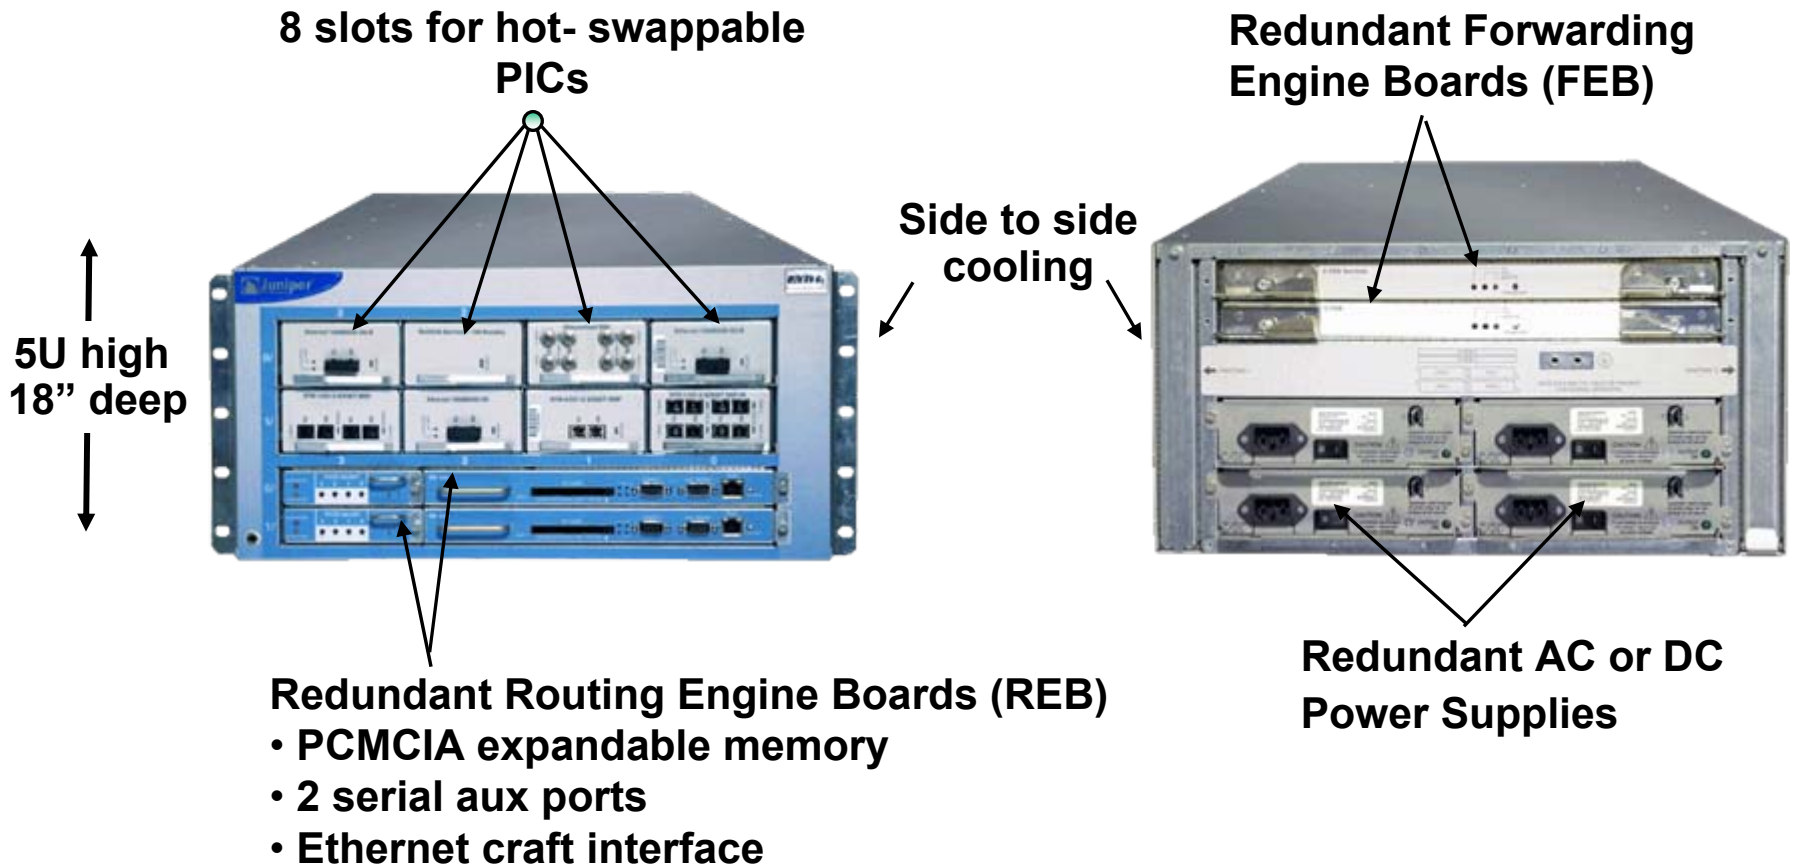 8 slots for hot- swappable
PICs
Redundant Forwarding
Engine Boards (FEB)
Side to side
cooling
5U high
18” deep
Juniper
Redundant Routing Engine Boards (REB)
• PCMCIA expandable memory
• 2 serial aux ports
• Ethernet craft interface
Redundant AC or DC
Power Supplies